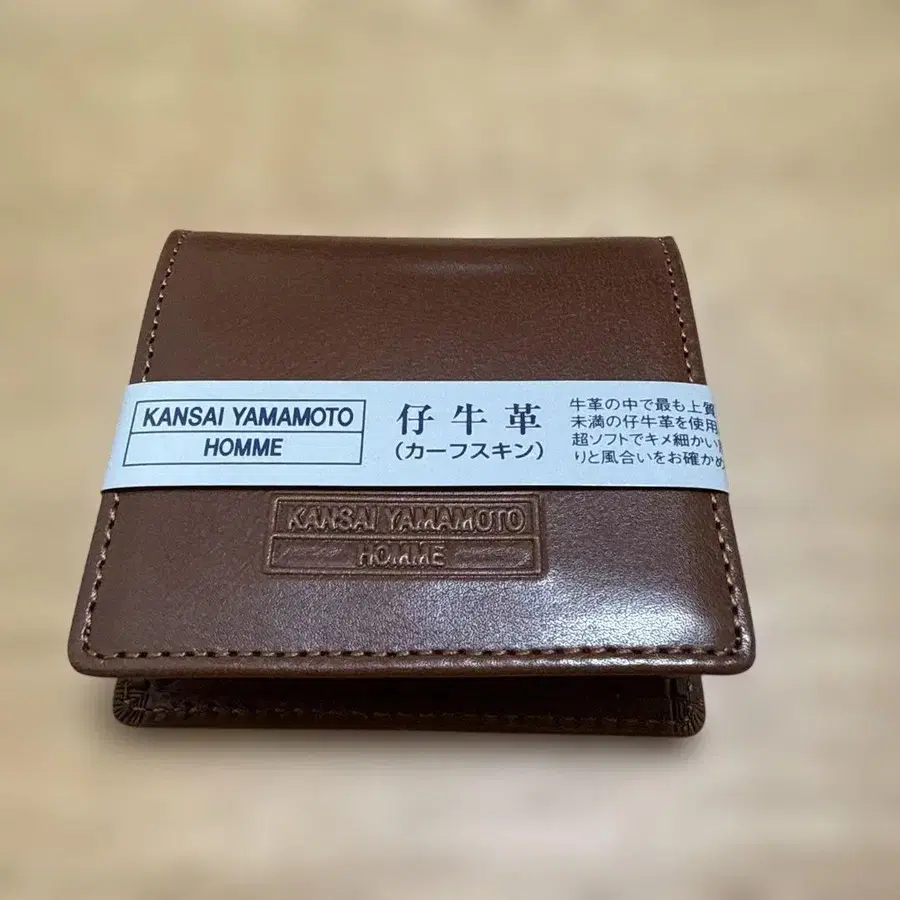 KANSAI YAMAMOTO
HOMME
仔牛革
(カーフスキン)
牛革の中で最も上質
未満の仔牛革を使用
超ソフトでキメ細かい
りと風合いをお確かめ
KANSAI YAMAMOTO
HOMME